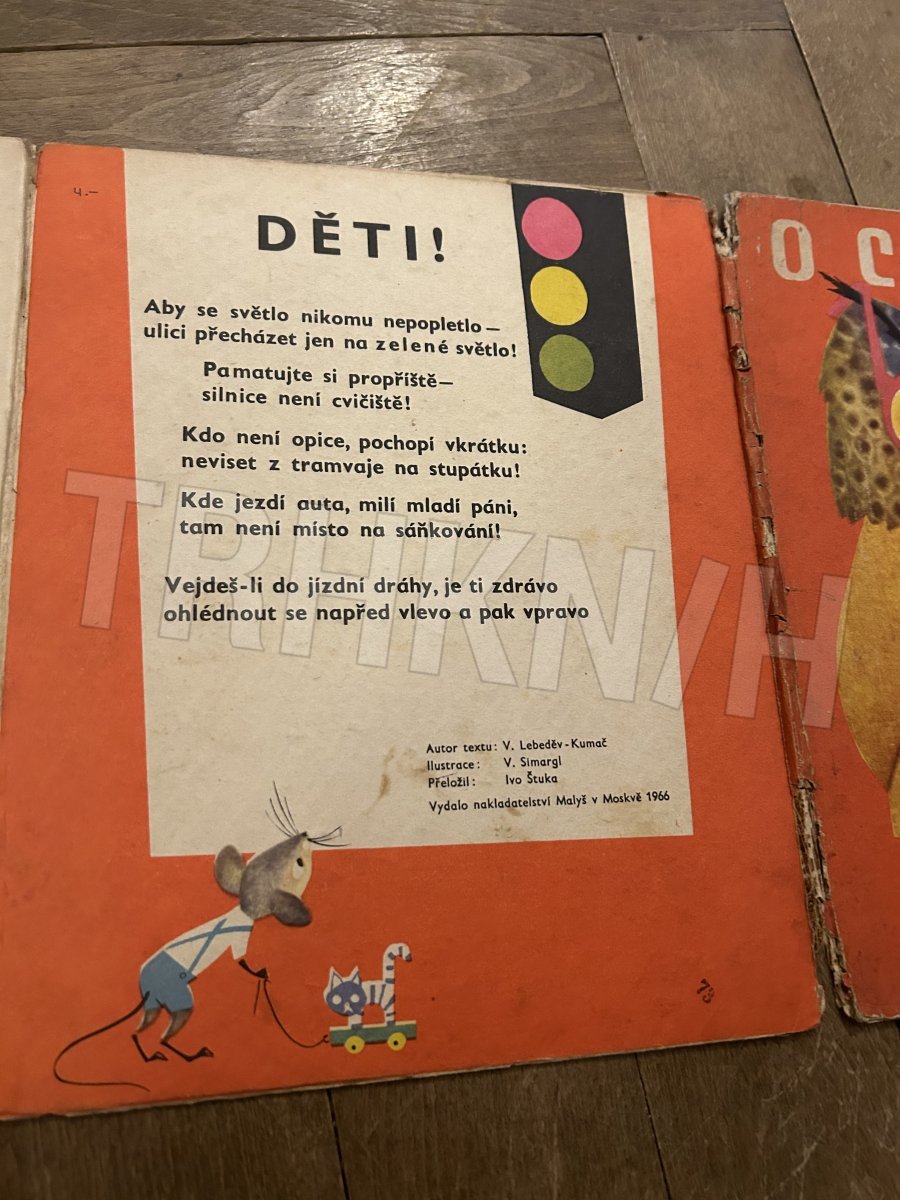 4.-
DĚTI!
Aby se světlo nikomu nepopletlo —
ulici přecházet jen na zelené světlo!
Pamatujte si propříště—
silnice není cvičiště!
Kdo není opice, pochopí vkrátku:
neviset z tramvaje na stupátku!
Kde jezdí auta, milí mladí páni,
tam není místo na sáňkování!
Vejdeš-li do jízdní dráhy, je ti zdrávo
ohlédnout se napřed vlevo a pak vpravo
Autor textu: V. Lebeděv-Kumač
Ilustrace: V. Simargl
Přeložil: Ivo Štuka
Vydalo nakladatelství Malyš v Moskvě 1966
73
O C
TRHKNIH